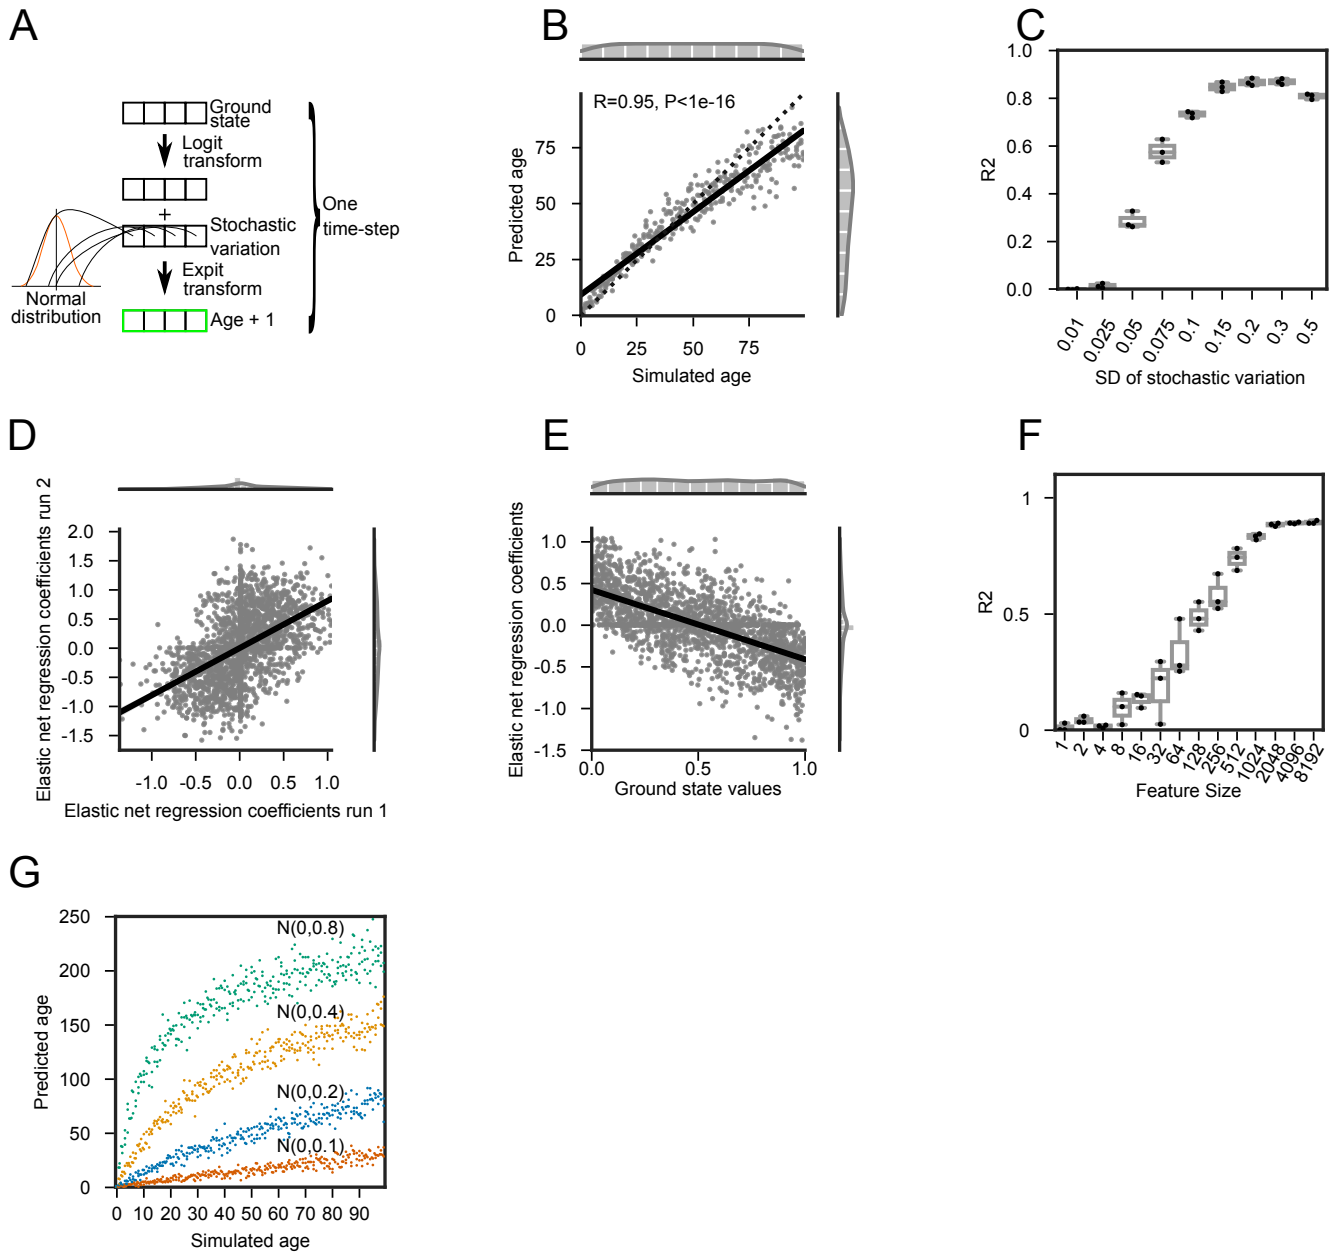 A
Ground
state
Logit
transform
+
Stochastic
variation
Expit
transform
Normal
distribution
Age + 1
One
time-step
B
R=0.95, P<1e-16
Predicted age
75
50
25
0
0 25 50 75
Simulated age
C
R2
1.0
0.8
0.6
0.4
0.2
0.0
0.01 0.025 0.05 0.075 0.1 0.15 0.2 0.3 0.5
SD of stochastic variation
D
Elastic net regression coefficients run 2
2.0
1.5
1.0
0.5
0.0
-0.5
-1.0
-1.5
-1.0 -0.5 0.0 0.5 1.0
Elastic net regression coefficients run 1
E
Elastic net regression coefficients
1.0
0.5
0.0
-0.5
-1.0
-1.5
0.0 0.5 1.0
Ground state values
F
R2
1
0.5
0
1 2 4 8 16 32 64 128 256 512 1024 2048 4096 8192
Feature Size
G
Predicted age
250
200
150
100
50
0
N(0,0.8)
N(0,0.4)
N(0,0.2)
N(0,0.1)
0 10 20 30 40 50 60 70 80 90
Simulated age